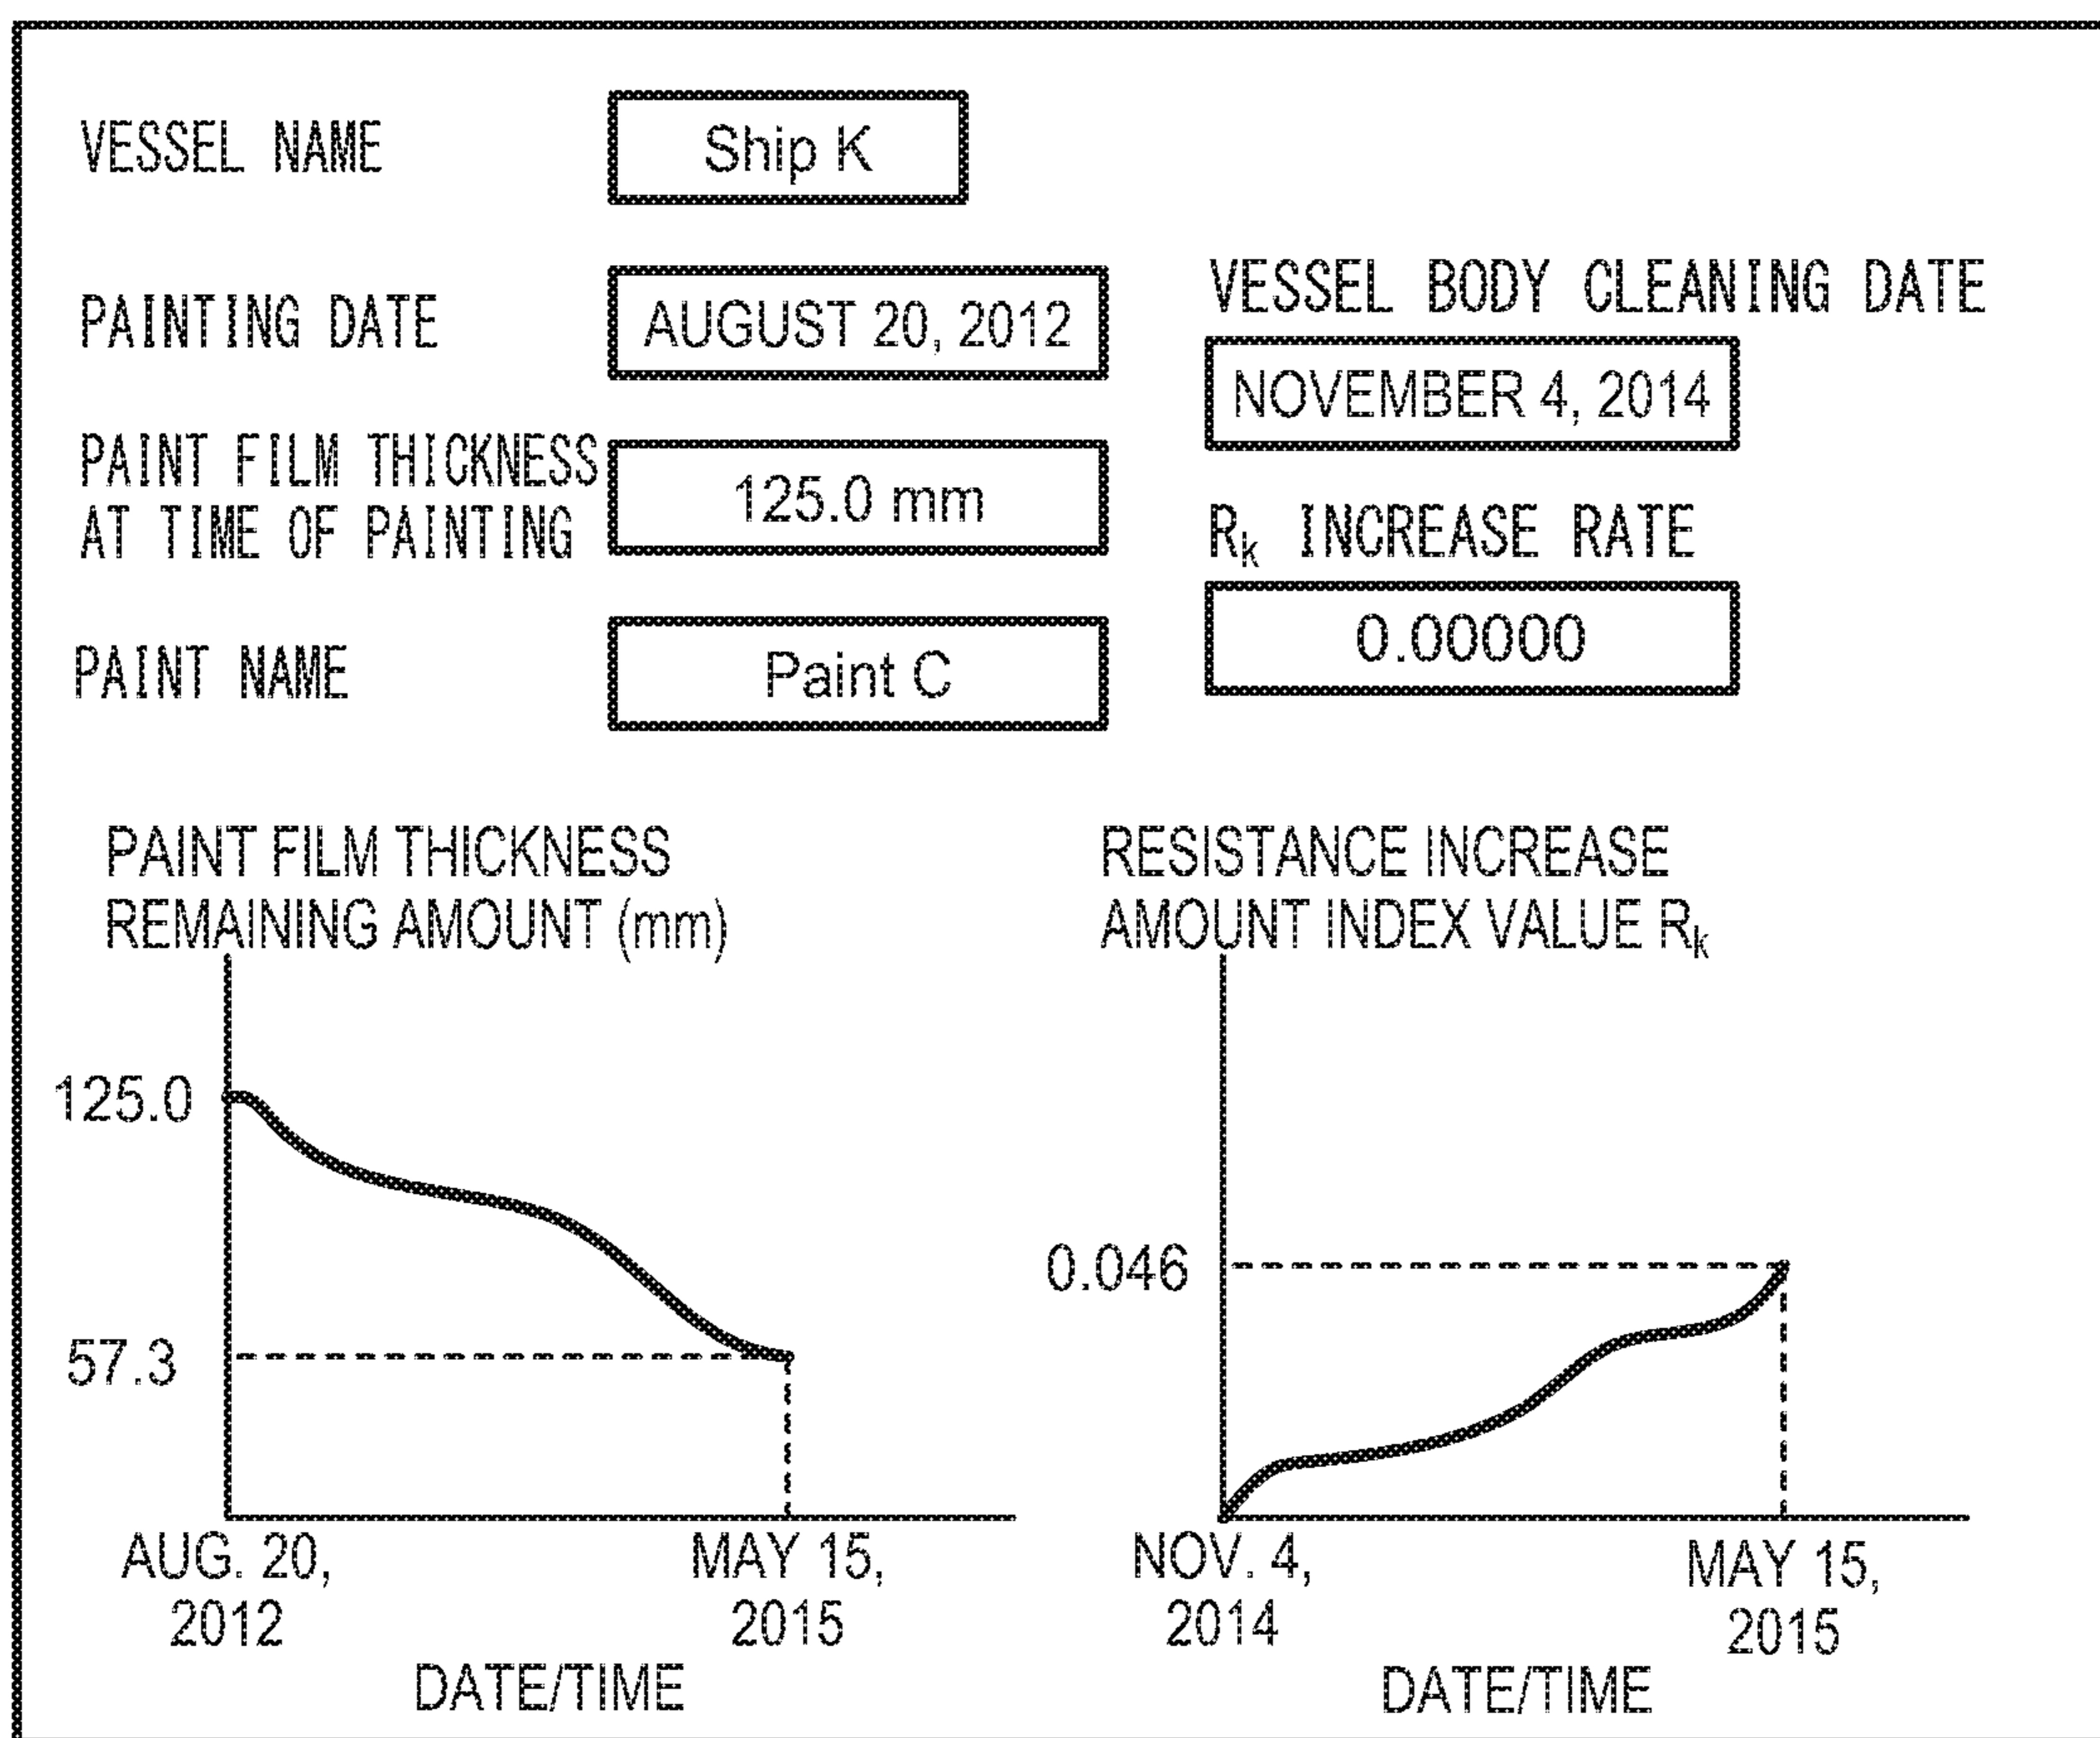 VESSEL NAME
Ship K
PAINTING DATE
AUGUST 20, 2012
PAINT FILM THICKNESS
AT TIME OF PAINTING
125.0 mm
PAINT NAME
Paint C
VESSEL BODY CLEANING DATE
NOVEMBER 4, 2014
Rk INCREASE RATE
0.00000
PAINT FILM THICKNESS
REMAINING AMOUNT (mm)
125.0
57.3
AUG. 20,
2012
MAY 15,
2015
DATE/TIME
RESISTANCE INCREASE
AMOUNT INDEX VALUE Rk
0.046
NOV. 4,
2014
MAY 15,
2015
DATE/TIME